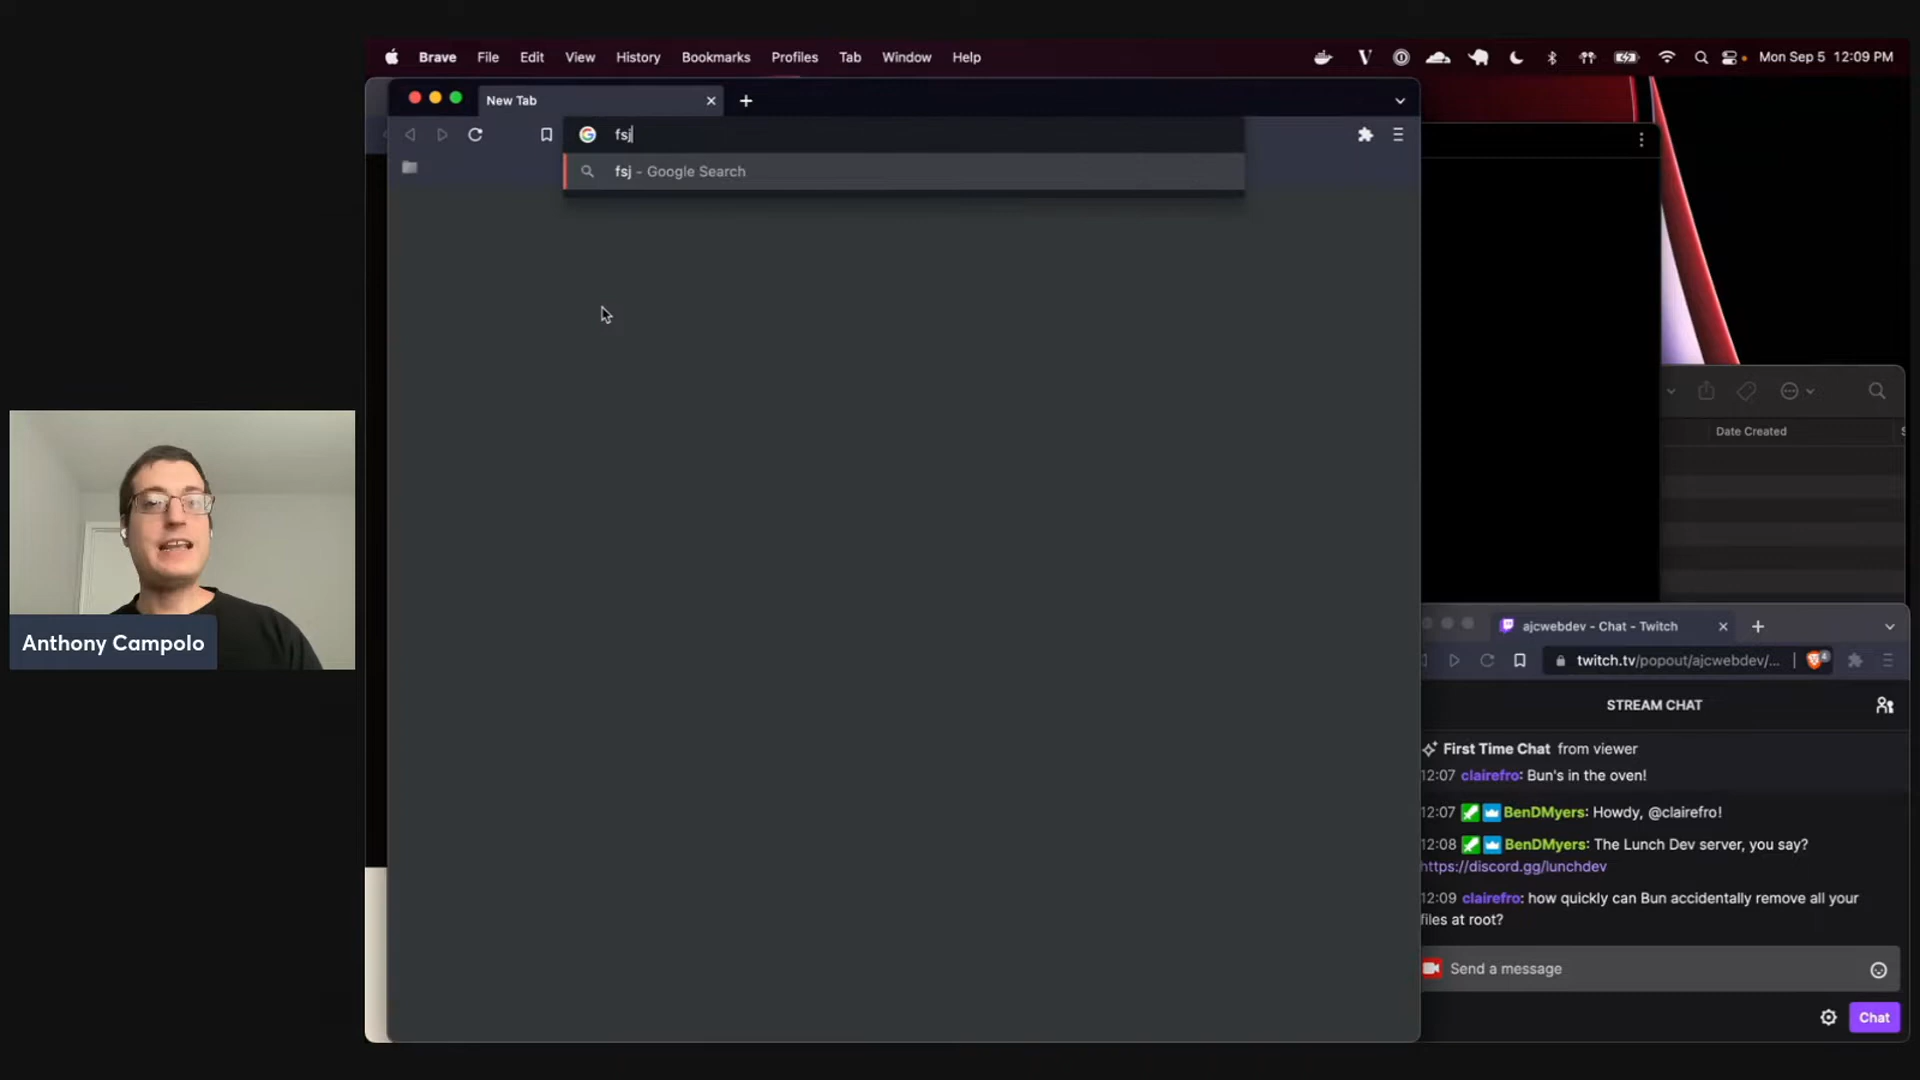 Brave File Edit View History Bookmarks Profiles Tab Window Help
V
Mon Sep 5 12:09 PM
New Tab
fsj
fsj - Google Search
Date Created
Anthony Campolo
ajcwebdev - Chat - Twitch
twitch.tv/popout/ajcwebdev/...
4
STREAM CHAT
First Time Chat from viewer
12:07 clairefro: Bun's in the oven!
12:07 BenDMyers: Howdy, @clairefro!
12:08 BenDMyers: The Lunch Dev server, you say?
https://discord.gg/lunchdev
12:09 clairefro: how quickly can Bun accidentally remove all your
files at root?
Send a message
Chat